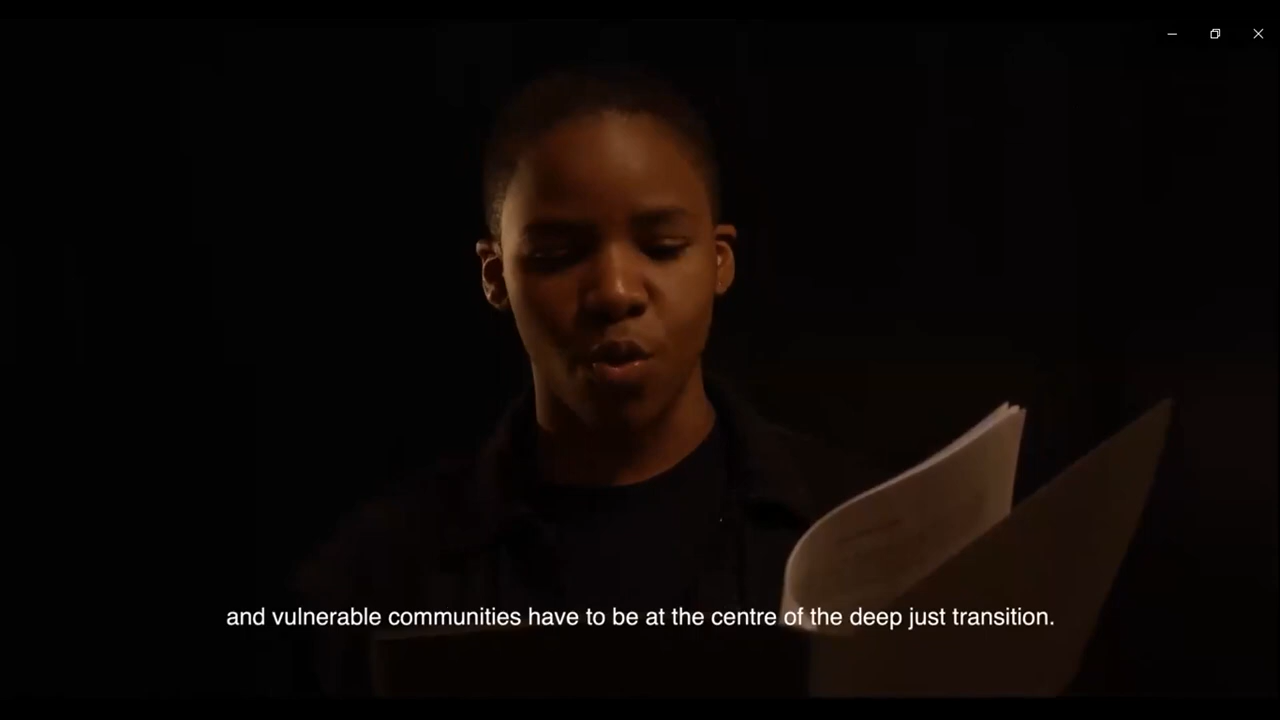 and vulnerable communities have to be at the centre of the deep just transition.